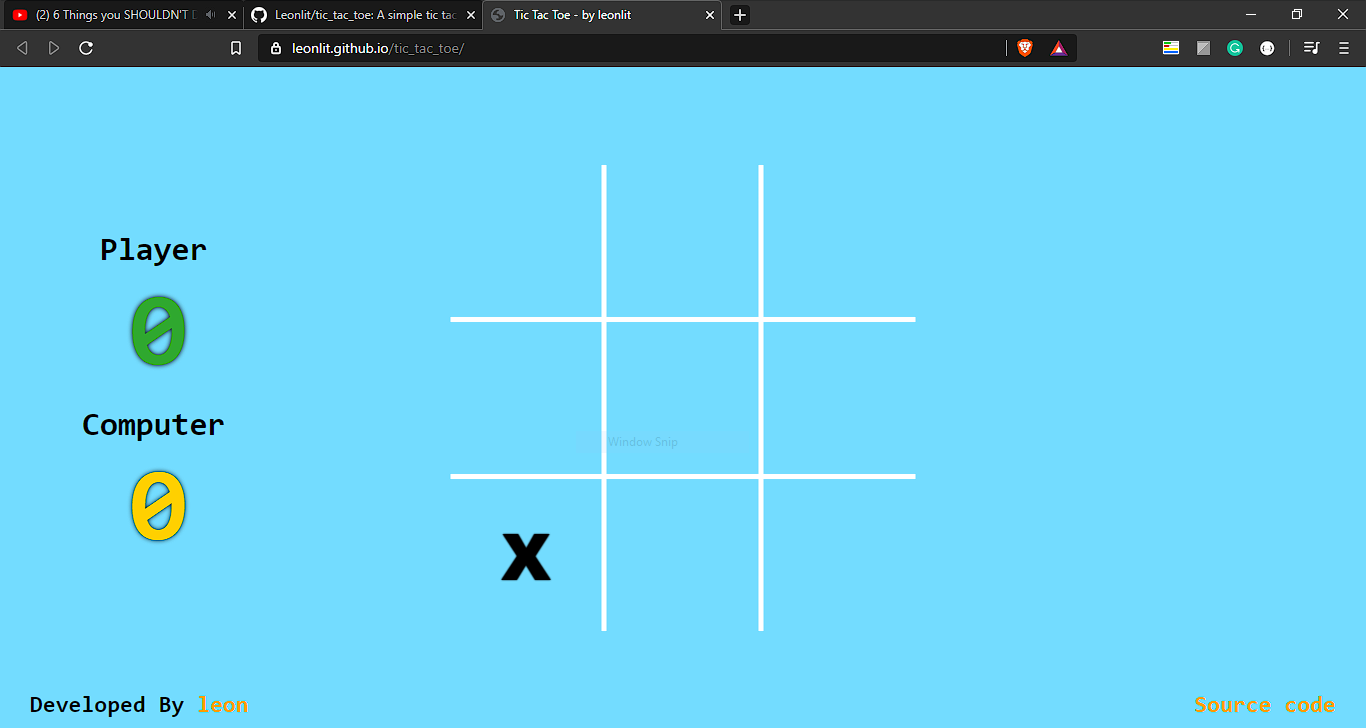 (2) 6 Things you SHOULDN'T D
Leonlit/tic_tac_toe: A simple tic tac
Tic Tac Toe - by leonlit
leonlit.github.io/tic_tac_toe/
Player
0
Computer
0
Window Snip
X
Developed By leon
Source code